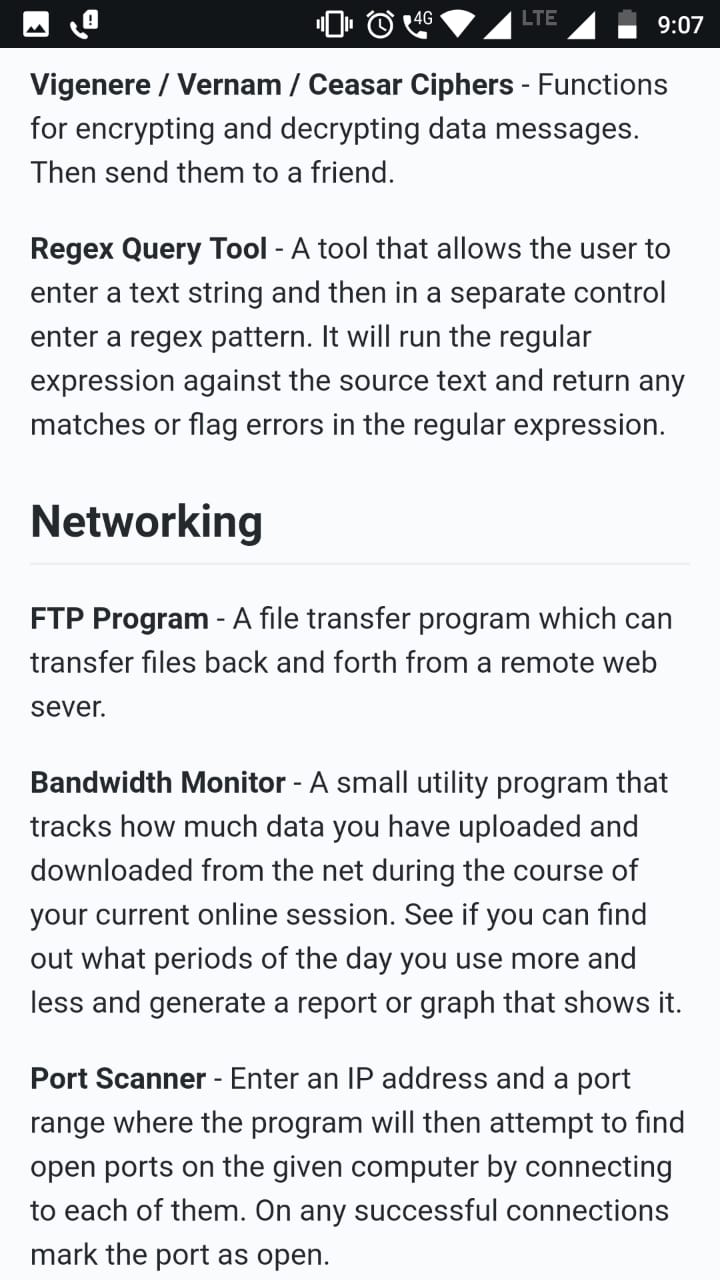 4G LTE 9:07
Vigenere / Vernam / Ceasar Ciphers - Functions
for encrypting and decrypting data messages.
Then send them to a friend.
Regex Query Tool - A tool that allows the user to
enter a text string and then in a separate control
enter a regex pattern. It will run the regular
expression against the source text and return any
matches or flag errors in the regular expression.
Networking
FTP Program - A file transfer program which can
transfer files back and forth from a remote web
sever.
Bandwidth Monitor - A small utility program that
tracks how much data you have uploaded and
downloaded from the net during the course of
your current online session. See if you can find
out what periods of the day you use more and
less and generate a report or graph that shows it.
Port Scanner - Enter an IP address and a port
range where the program will then attempt to find
open ports on the given computer by connecting
to each of them. On any successful connections
mark the port as open.